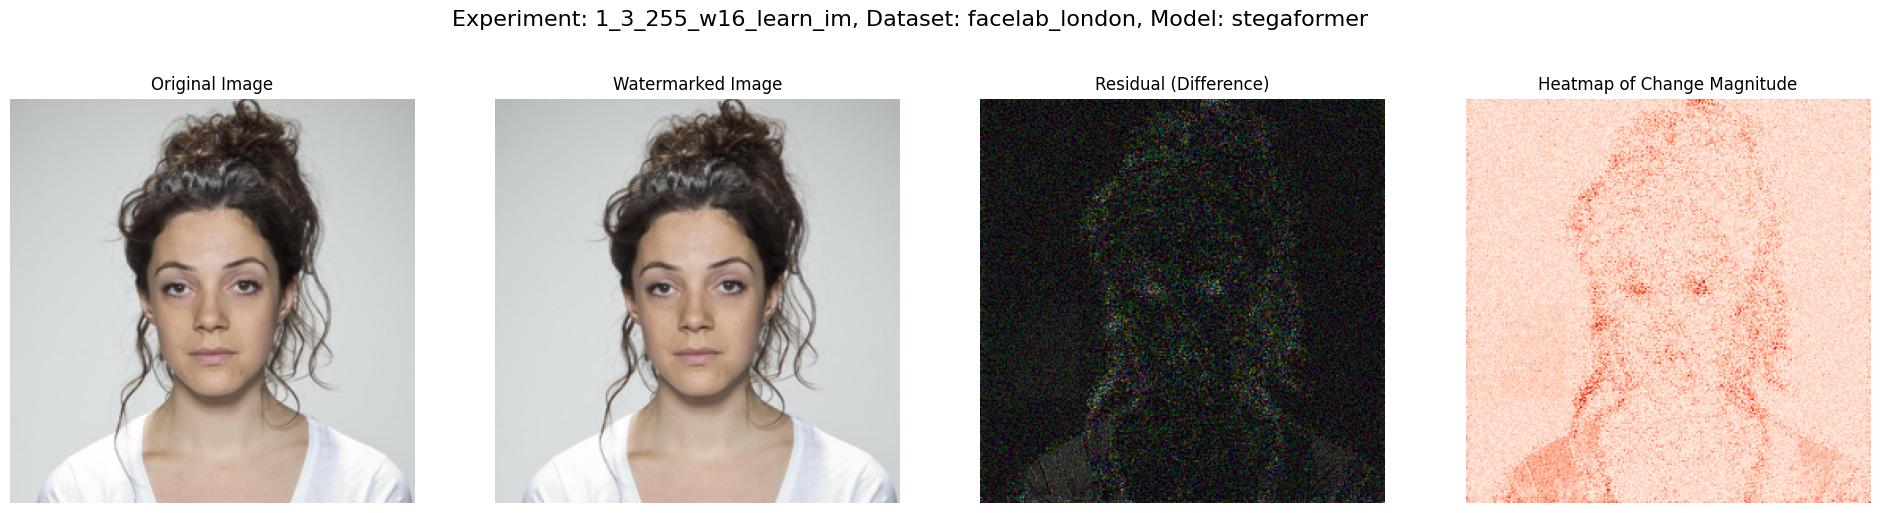 Experiment: 1_3_255_w16_learn_im, Dataset: facelab_london, Model: stegaformer
Original Image
Watermarked Image
Residual (Difference)
Heatmap of Change Magnitude